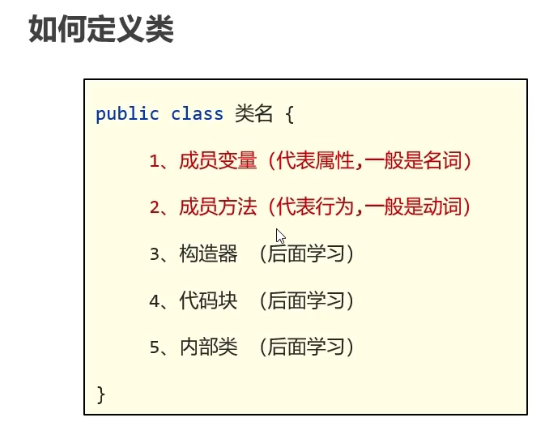 如何定义类
public class 类名 {
1、成员变量（代表属性,一般是名词）
2、成员方法（代表行为,一般是动词）
3、构造器 （后面学习）
4、代码块 （后面学习）
5、内部类 （后面学习）
}